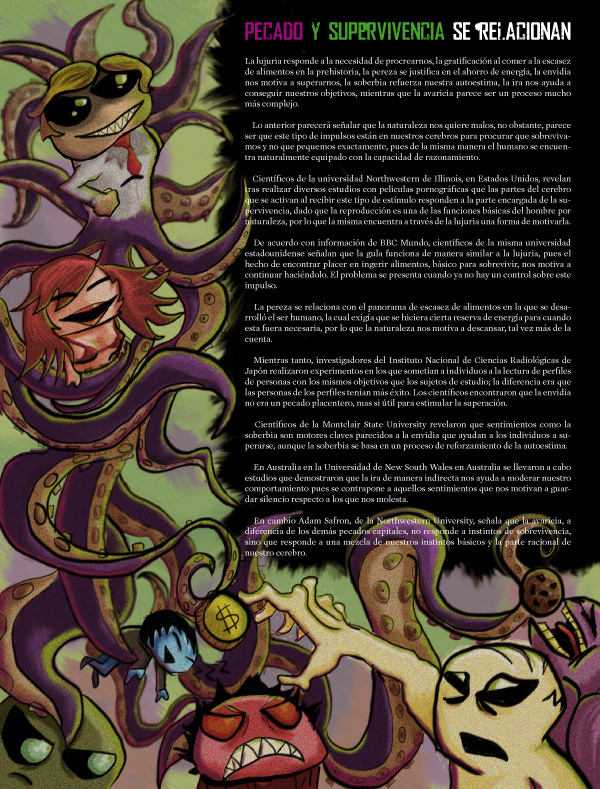 PECADO Y SUPERVIVENCIA SE RELACIONAN
La lujuria responde a la necesidad de procrearnos, la gratificación al comer a la escasez
de alimentos en la prehistoria, la pereza se justifica en el ahorro de energía, la envidia
nos motiva a superarnos, la soberbia refuerza nuestra autoestima, la ira nos ayuda a
conseguir nuestros objetivos, mientras que la avaricia parece ser un proceso mucho
más complejo.
Lo anterior parecerá señalar que la naturaleza nos quiere malos, no obstante, parece
ser que este tipo de impulsos están en nuestros cerebros para procurar que sobreviva-
mos y no que pequemos exactamente, pues de la misma manera el humano se encuen-
tra naturalmente equipado con la capacidad de razonamiento.
Científicos de la universidad Northwestern de Illinois, en Estados Unidos, revelan
tras realizar diversos estudios con películas pornográficas que las partes del cerebro
que se activan al recibir este tipo de estímulo responden a la parte encargada de la su-
pervivencia, dado que la reproducción es una de las funciones básicas del hombre por
naturaleza, por lo que la misma encuentra a través de la lujuria una forma de motivarla.
De acuerdo con información de BBC Mundo, científicos de la misma universidad
estadounidense señalan que la gula funciona de manera similar a la lujuria, pues el
hecho de encontrar placer en ingerir alimentos, básico para sobrevivir, nos motiva a
continuar haciéndolo. El problema se presenta cuando ya no hay un control sobre este
impulso.
La pereza se relaciona con el panorama de escasez de alimentos en la que se desa-
rrolló el ser humano, la cual exigía que se hiciera cierta reserva de energía para cuando
esta fuera necesaria, por lo que la naturaleza nos motiva a descansar, tal vez más de la
cuenta.
Mientras tanto, investigadores del Instituto Nacional de Ciencias Radiológicas de
Japón realizaron experimentos en los que sometían a individuos a la lectura de perfiles
de personas con los mismos objetivos que los sujetos de estudio; la diferencia era que
las personas de los perfiles tenían más éxito. Los científicos encontraron que la envidia
no era un pecado placentero, mas si útil para estimular la superación.
Científicos de la Montclair State University revelaron que sentimientos como la
soberbia son motores claves parecidos a la envidia que ayudan a los individuos a su-
perarse, aunque la soberbia se basa en un proceso de reforzamiento de la autoestima.
En Australia en la Universidad de New South Wales en Australia se llevaron a cabo
estudios que demostraron que la ira de manera indirecta nos ayuda a moderar nuestro
comportamiento pues se contrapone a aquellos sentimientos que nos motivan a guar-
dar silencio respecto a los que nos molesta.
En cambio Adam Safron, de la Northwestern University, señala que la avaricia, a
diferencia de los demás pecados capitales, no responde a instintos de sobrevivencia,
sino que responde a una mezcla de nuestros instintos básicos y la parte racional de
nuestro cerebro.
$